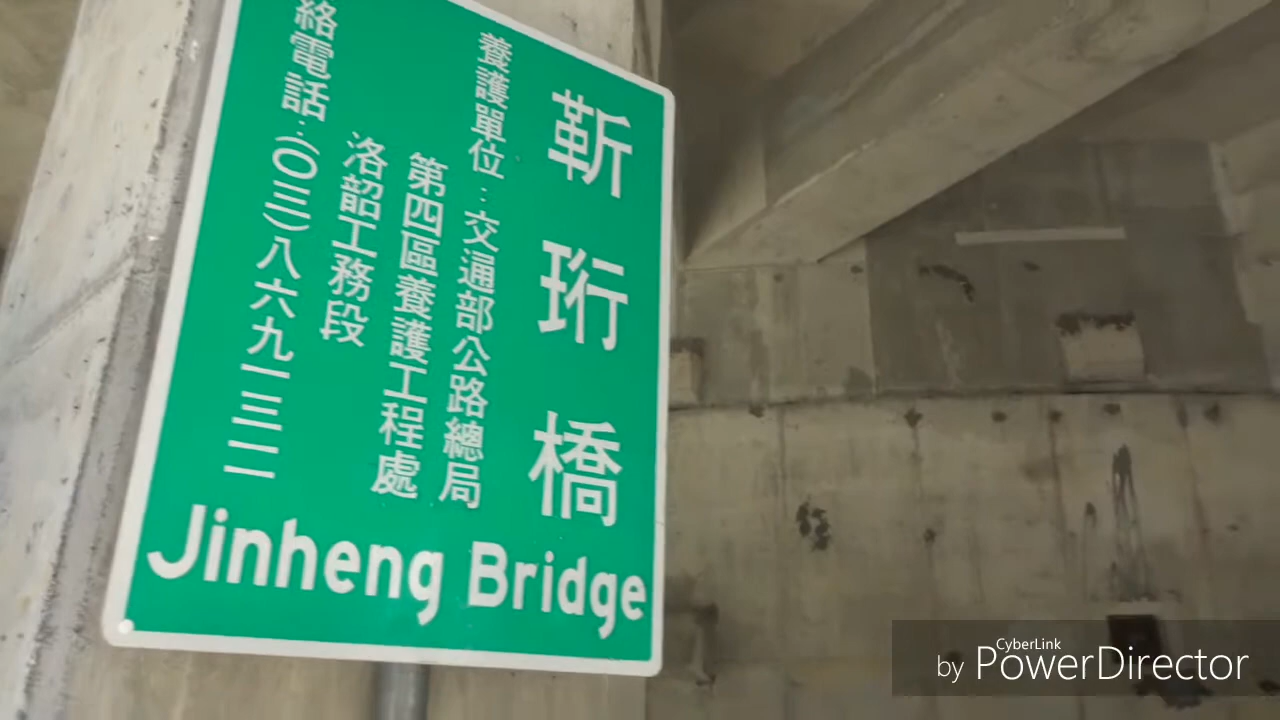 靳珩橋
養護單位：交通部公路總局
第四區養護工程處
洛韶工務段
絡電話：(〇三)八六九一三二二
Jinheng Bridge
by CyberLink PowerDirector